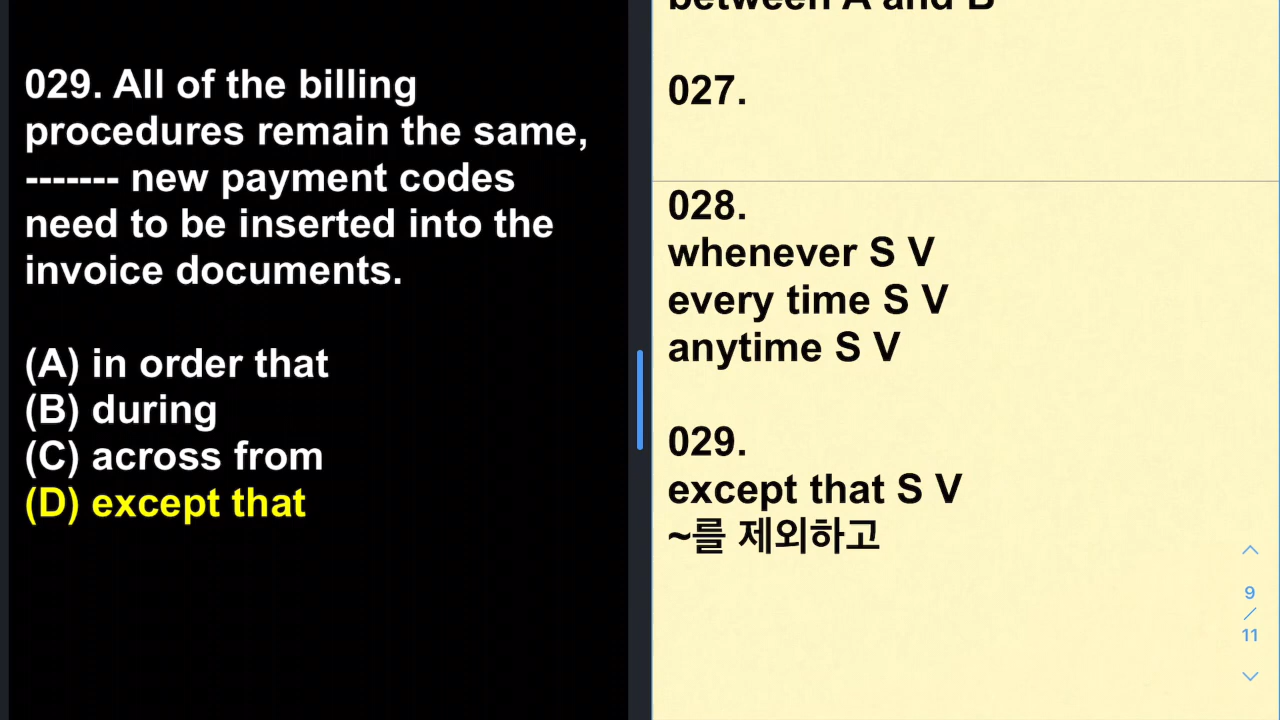 029. All of the billing
procedures remain the same,
------- new payment codes
need to be inserted into the
invoice documents.
(A) in order that
(B) during
(C) across from
(D) except that
between A and B
027.
028.
whenever S V
every time S V
anytime S V
029.
except that S V
~를 제외하고
9
/
11